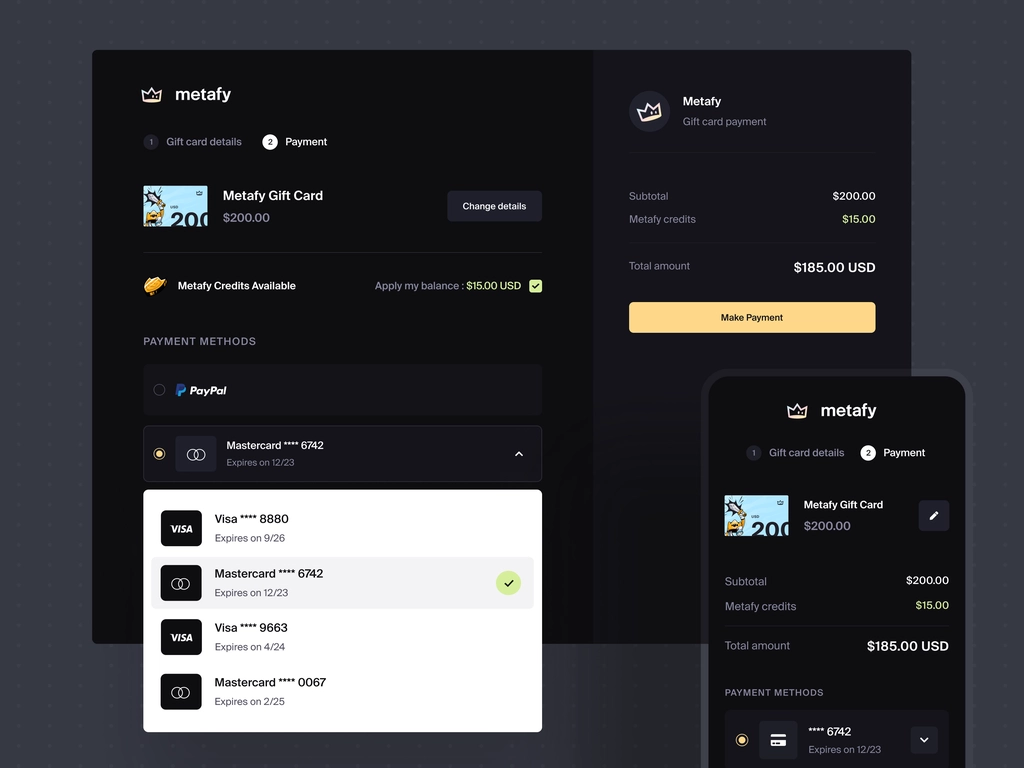 metafy
1 Gift card details 2 Payment
USD
200
Metafy Gift Card
$200.00
Change details
Metafy Credits Available
Apply my balance : $15.00 USD
PAYMENT METHODS
PayPal
Mastercard **** 6742
Expires on 12/23
VISA
Visa **** 8880
Expires on 9/26
Mastercard **** 6742
Expires on 12/23
VISA
Visa **** 9663
Expires on 4/24
Mastercard **** 0067
Expires on 2/25
Metafy
Gift card payment
Subtotal $200.00
Metafy credits $15.00
Total amount $185.00 USD
Make Payment
metafy
1 Gift card details 2 Payment
USD
200
Metafy Gift Card
$200.00
Subtotal $200.00
Metafy credits $15.00
Total amount $185.00 USD
PAYMENT METHODS
**** 6742
Expires on 12/23